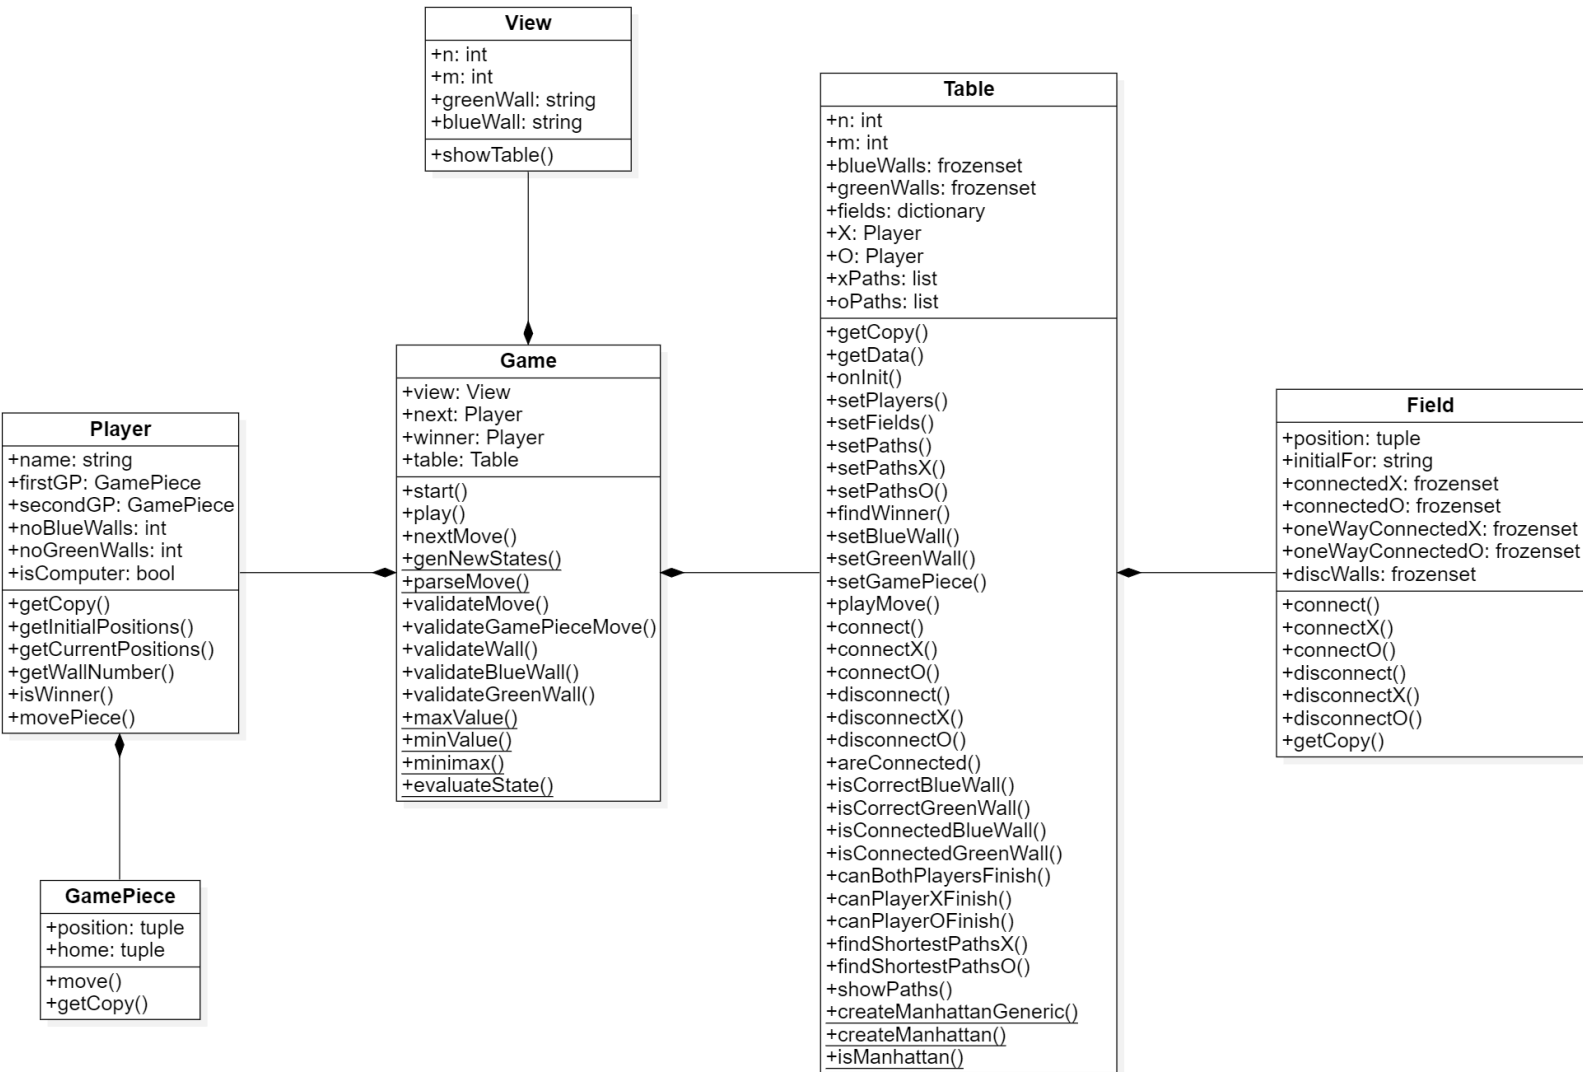 View
+n: int
+m: int
+greenWall: string
+blueWall: string
+showTable()
Table
+n: int
+m: int
+blueWalls: frozenset
+greenWalls: frozenset
+fields: dictionary
+X: Player
+O: Player
+xPaths: list
+oPaths: list
+getCopy()
+getData()
+onInit()
+setPlayers()
+setFields()
+setPaths()
+setPathsX()
+setPathsO()
+findWinner()
+setBlueWall()
+setGreenWall()
+setGamePiece()
+playMove()
+connect()
+connectX()
+connectO()
+disconnect()
+disconnectX()
+disconnectO()
+areConnected()
+isCorrectBlueWall()
+isCorrectGreenWall()
+isConnectedBlueWall()
+isConnectedGreenWall()
+canBothPlayersFinish()
+canPlayerXFinish()
+canPlayerOFinish()
+findShortestPathsX()
+findShortestPathsO()
+showPaths()
+createManhattanGeneric()
+createManhattan()
+isManhattan()
Game
+view: View
+next: Player
+winner: Player
+table: Table
+start()
+play()
+nextMove()
+genNewStates()
+parseMove()
+validateMove()
+validateGamePieceMove()
+validateWall()
+validateBlueWall()
+validateGreenWall()
+maxValue()
+minValue()
+minimax()
+evaluateState()
Field
+position: tuple
+initialFor: string
+connectedX: frozenset
+connectedO: frozenset
+oneWayConnectedX: frozenset
+oneWayConnectedO: frozenset
+discWalls: frozenset
+connect()
+connectX()
+connectO()
+disconnect()
+disconnectX()
+disconnectO()
+getCopy()
Player
+name: string
+firstGP: GamePiece
+secondGP: GamePiece
+noBlueWalls: int
+noGreenWalls: int
+isComputer: bool
+getCopy()
+getInitialPositions()
+getCurrentPositions()
+getWallNumber()
+isWinner()
+movePiece()
GamePiece
+position: tuple
+home: tuple
+move()
+getCopy()